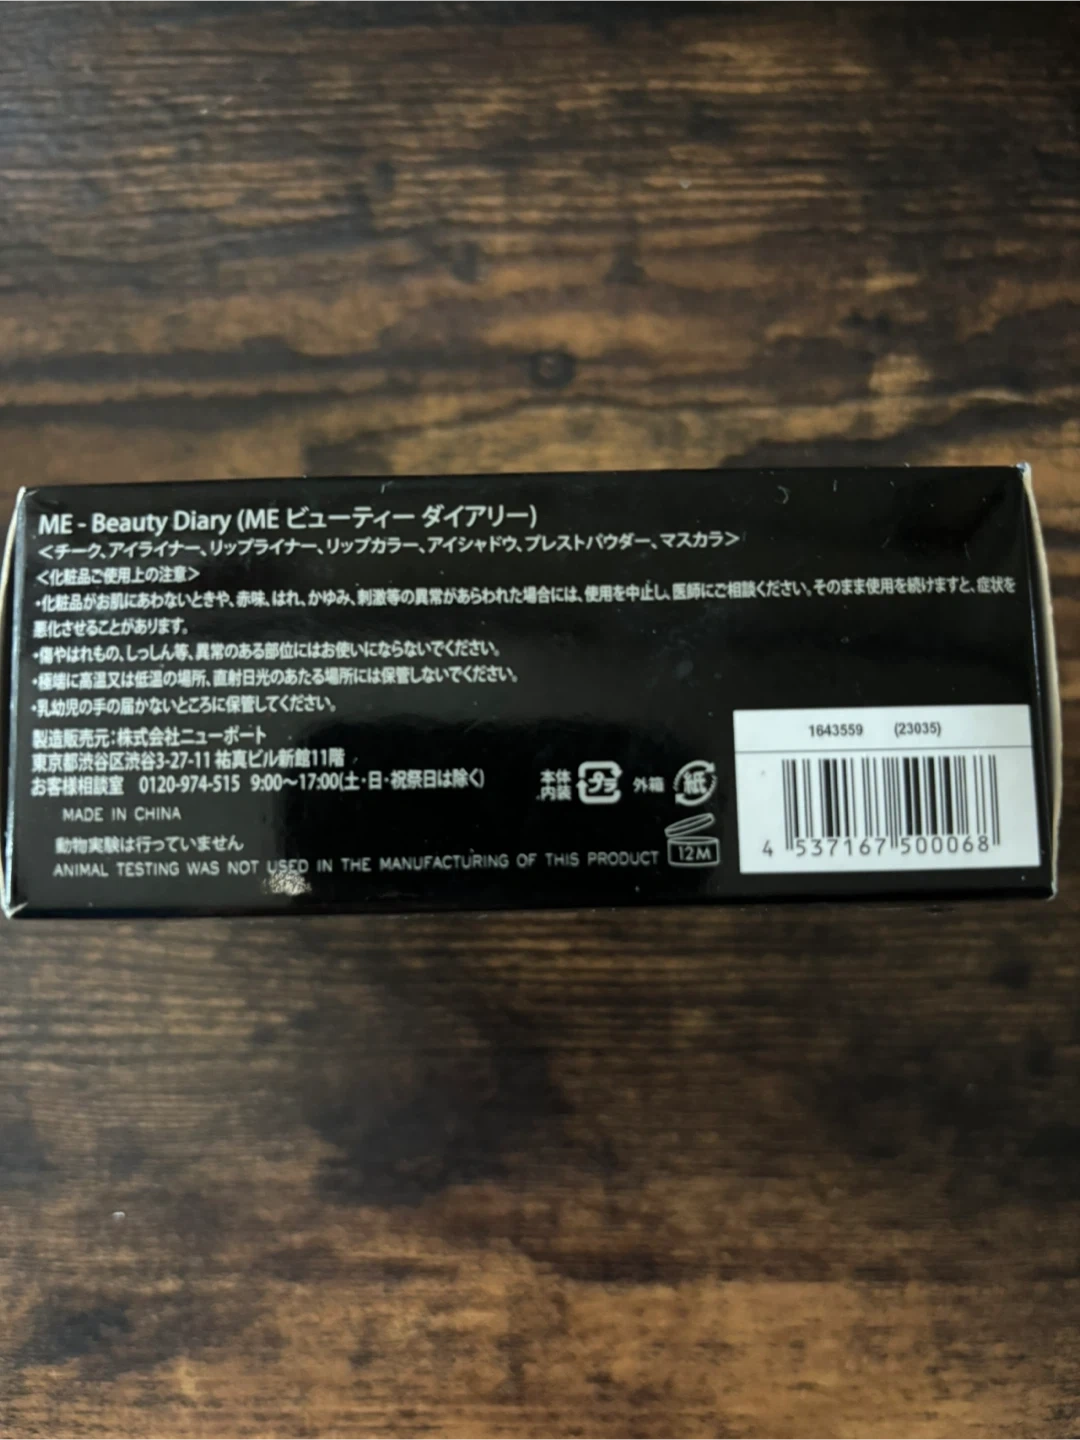 ME - Beauty Diary (ME ビューティー ダイアリー)
<チーク、アイライナー、リップライナー、リップカラー、アイシャドウ、プレストパウダー、マスカラ>
<化粧品ご使用上の注意>
・化粧品がお肌にあわないときや、赤味、はれ、かゆみ、刺激等の異常があらわれた場合には、使用を中止し、医師にご相談ください。そのまま使用を続けますと、症状を
悪化させることがあります。
・傷やはれもの、しっしん等、異常のある部位にはお使いにならないでください。
・極端に高温又は低温の場所、直射日光のあたる場所には保管しないでください。
・乳幼児の手の届かないところに保管してください。
製造販売元:株式会社ニューポート
東京都渋谷区渋谷3-27-11 祐真ビル新館11階
お客様相談室 0120-974-515 9:00〜17:00(土・日・祝祭日は除く)
MADE IN CHINA
動物実験は行っていません
ANIMAL TESTING WAS NOT USED IN THE MANUFACTURING OF THIS PRODUCT
本体
内装
プラ
外箱
紙
12M
1643559 (23035)
4 537167 500068